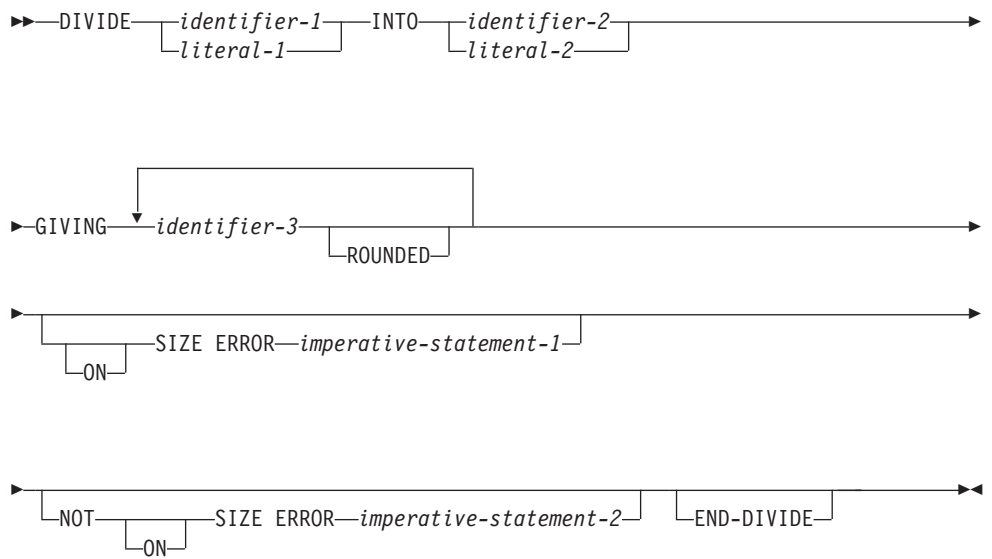 DIVIDE identifier-1 INTO identifier-2
literal-1 literal-2
GIVING identifier-3
ROUNDED
SIZE ERROR imperative-statement-1
ON
NOT SIZE ERROR imperative-statement-2 END-DIVIDE
ON